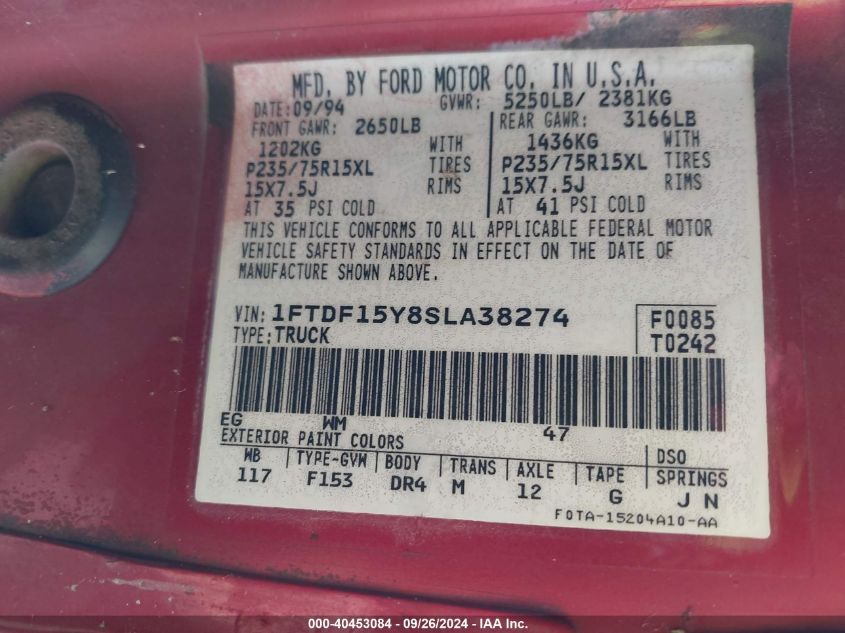 MFD. BY FORD MOTOR CO. IN U.S.A.
DATE: 09/94 GVWR: 5250LB/ 2381KG
FRONT GAWR: 2650LB REAR GAWR: 3166LB
1202KG WITH 1436KG WITH
P235/75R15XL TIRES P235/75R15XL TIRES
15X7.5J RIMS 15X7.5J RIMS
AT 35 PSI COLD AT 41 PSI COLD
THIS VEHICLE CONFORMS TO ALL APPLICABLE FEDERAL MOTOR
VEHICLE SAFETY STANDARDS IN EFFECT ON THE DATE OF
MANUFACTURE SHOWN ABOVE.
VIN: 1FTDF15Y8SLA38274 F0085
TYPE: TRUCK T0242
EG WM 47
EXTERIOR PAINT COLORS DSO
WB TYPE-GVW BODY TRANS AXLE TAPE SPRINGS
117 F153 DR4 M 12 G J N
F0TA-15204A10-AA
000-40453084 - 09/26/2024 - IAA Inc.